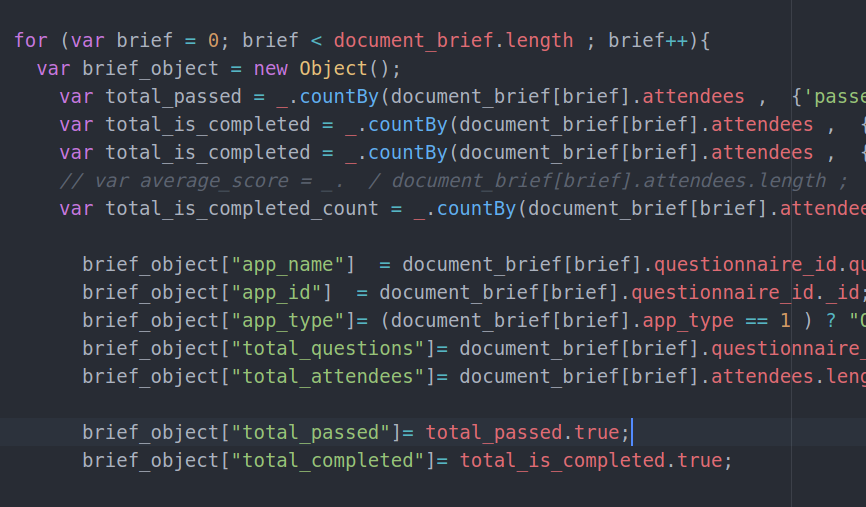 for (var brief = 0; brief < document_brief.length ; brief++){
var brief_object = new Object();
var total_passed = _.countBy(document_brief[brief].attendees , {'passe
var total_is_completed = _.countBy(document_brief[brief].attendees , {
var total_is_completed = _.countBy(document_brief[brief].attendees , {
// var average_score = _. / document_brief[brief].attendees.length ;
var total_is_completed_count = _.countBy(document_brief[brief].attendee
brief_object["app_name"] = document_brief[brief].questionnaire_id.qu
brief_object["app_id"] = document_brief[brief].questionnaire_id._id;
brief_object["app_type"]= (document_brief[brief].app_type == 1 ) ? "O
brief_object["total_questions"]= document_brief[brief].questionnaire_
brief_object["total_attendees"]= document_brief[brief].attendees.leng
brief_object["total_passed"]= total_passed.true;
brief_object["total_completed"]= total_is_completed.true;